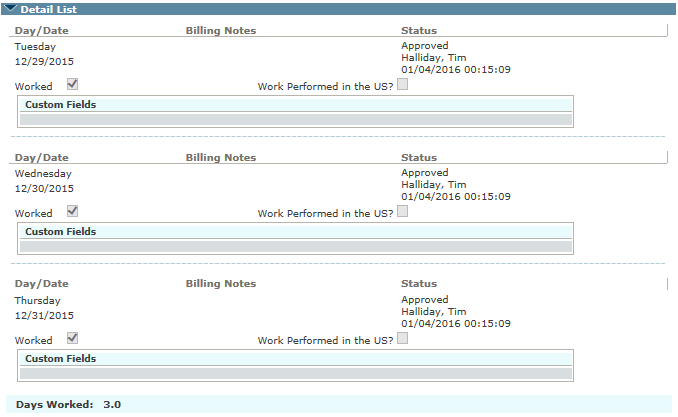 Detail List
Day/Date Billing Notes Status
Tuesday Approved
12/29/2015 Halliday, Tim
01/04/2016 00:15:09
Worked Work Performed in the US?
Custom Fields
Day/Date Billing Notes Status
Wednesday Approved
12/30/2015 Halliday, Tim
01/04/2016 00:15:09
Worked Work Performed in the US?
Custom Fields
Day/Date Billing Notes Status
Thursday Approved
12/31/2015 Halliday, Tim
01/04/2016 00:15:09
Worked Work Performed in the US?
Custom Fields
Days Worked: 3.0